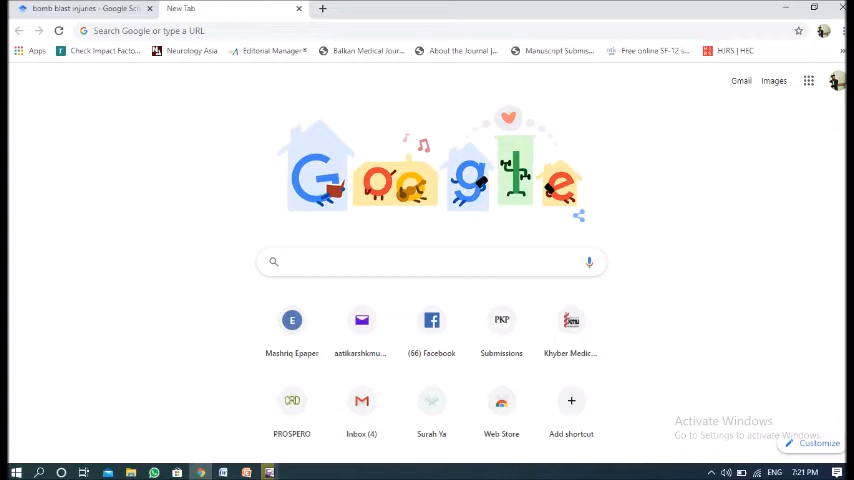 bomb blast injuries - Google Sch
New Tab
Search Google or type a URL
Apps
Check Impact Facto...
Neurology Asia
Editorial Manager®
Balkan Medical Jour...
About the Journal |...
Manuscript Submis...
Free online SF-12 s...
HJRS | HEC
Gmail
Images
Google
Mashriq Epaper
aatikarshkmu...
(66) Facebook
PKP
Submissions
Khyber Medic...
CRD
PROSPERO
Inbox (4)
Surah Ya
Web Store
Add shortcut
Activate Windows
Go to Settings to activate Windows.
Customize
ENG
7:21 PM